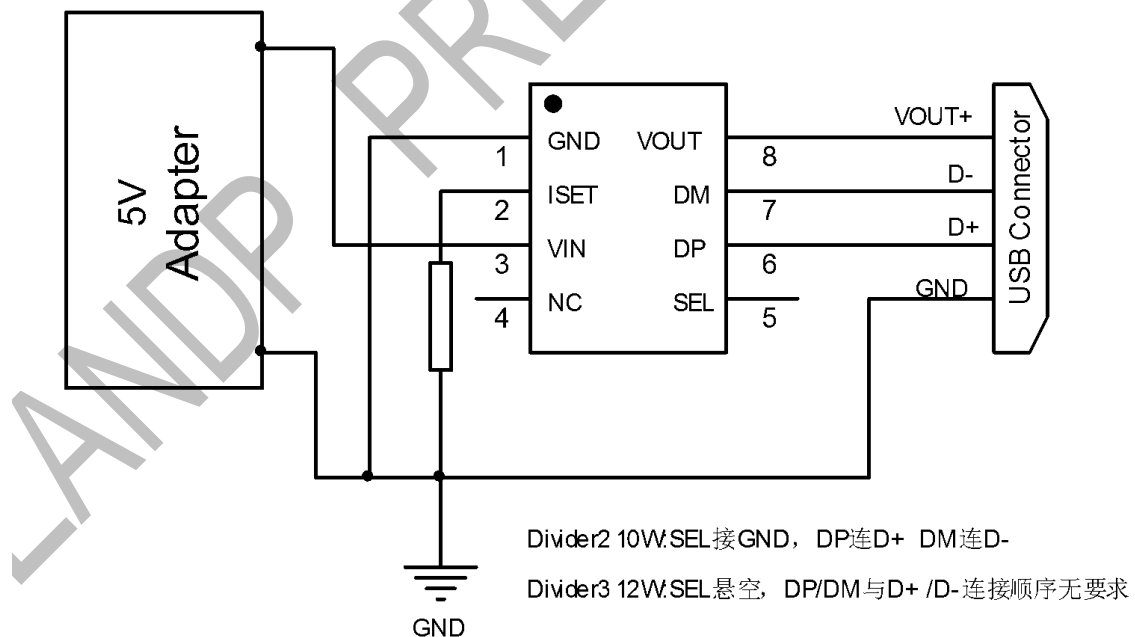 5V
Adapter
1 GND VOUT 8 VOUT+
2 ISET DM 7 D-
3 VIN DP 6 D+
4 NC SEL 5 GND
USB Connector
Divider2 10W:SEL接GND，DP连D+ DM连D-
Divider3 12W:SEL悬空，DP/DM与D+ /D-连接顺序无要求
GND